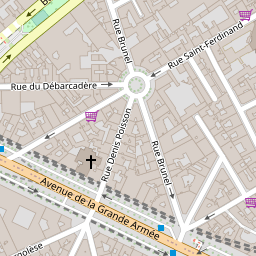 Rue Brunel
Rue Saint-Ferdinand
Rue du Débarcadère
Rue Denis Poisson
Rue Brunel
Avenue de la Grande Armée